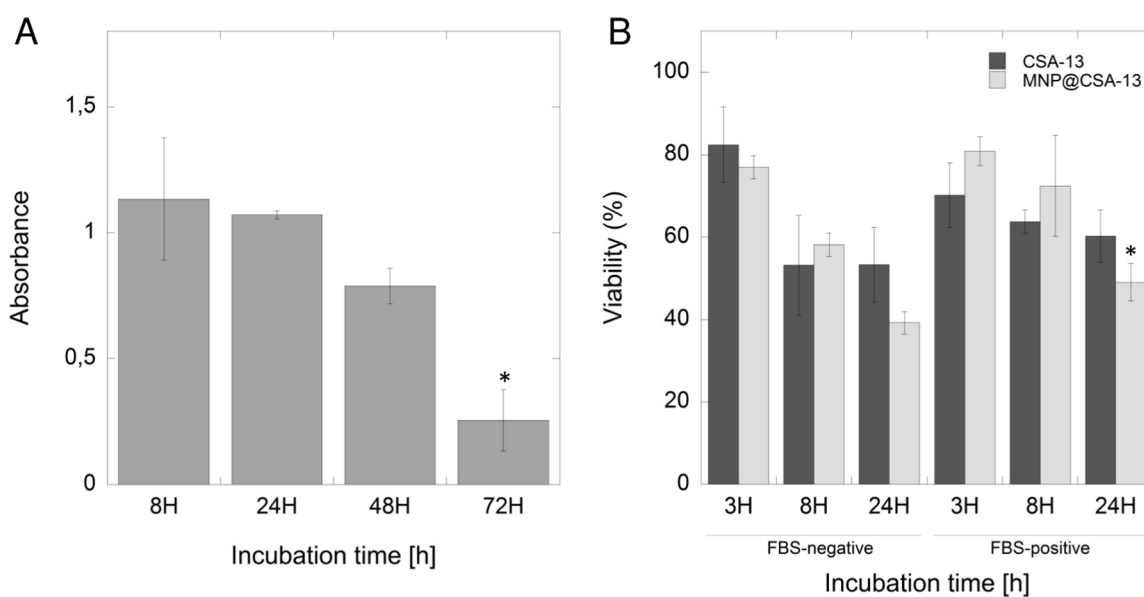 A
1,5
1
0,5
0
Absorbance
*
8H 24H 48H 72H
Incubation time [h]
B
CSA-13
MNP@CSA-13
100
80
60
40
20
0
Viability (%)
*
3H 8H 24H 3H 8H 24H
FBS-negative FBS-positive
Incubation time [h]